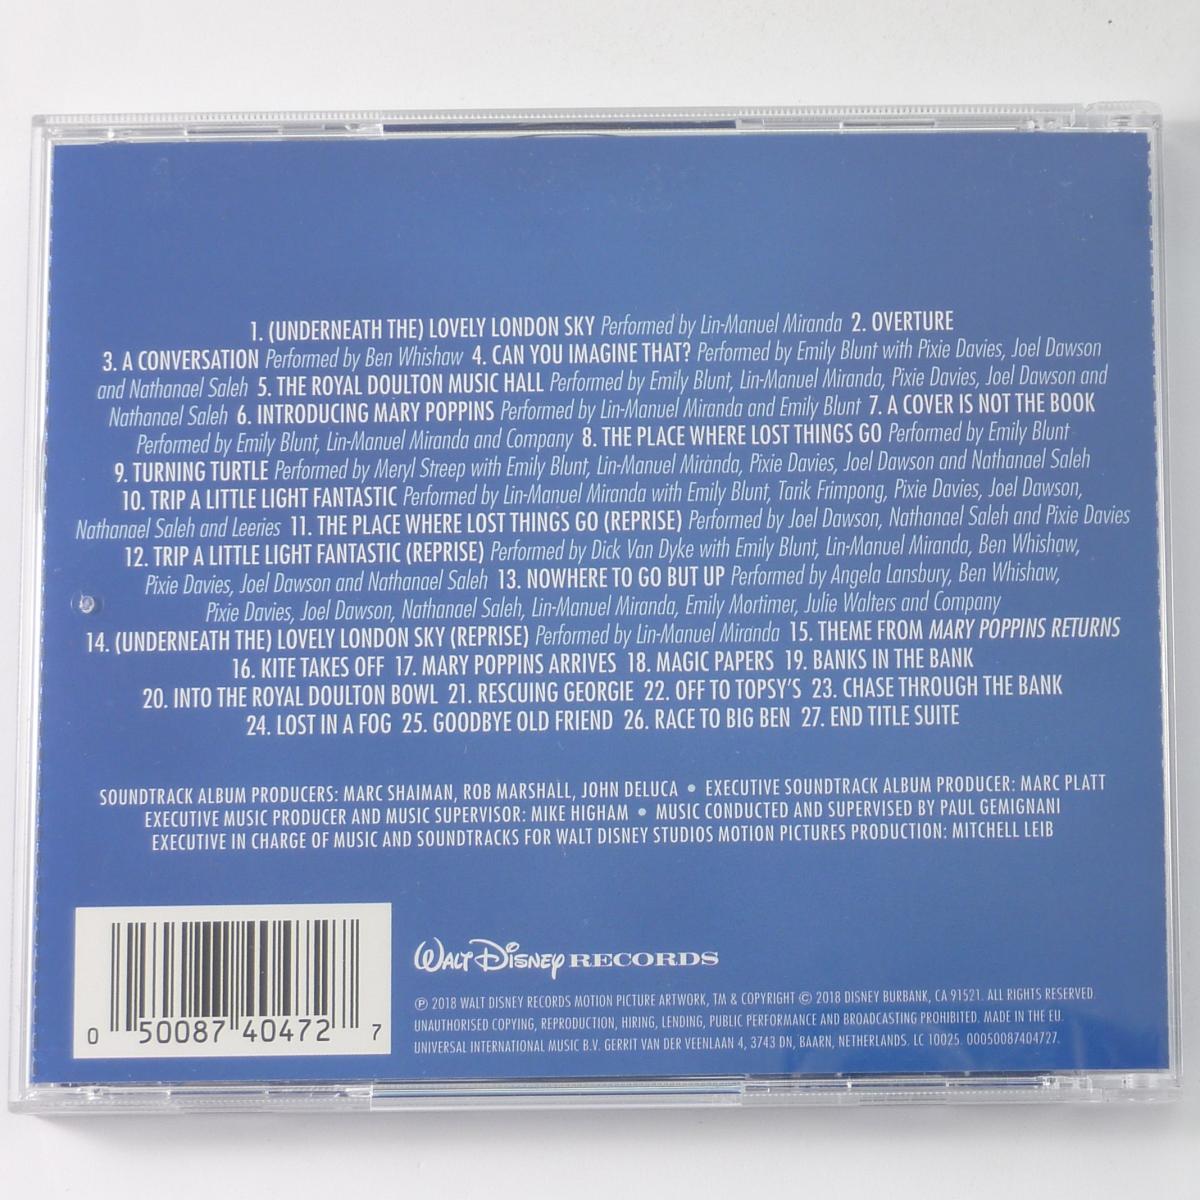 1. (UNDERNEATH THE) LOVELY LONDON SKY Performed by Lin-Manuel Miranda 2. OVERTURE
3. A CONVERSATION Performed by Ben Whishaw 4. CAN YOU IMAGINE THAT? Performed by Emily Blunt with Pixie Davies, Joel Dawson
and Nathanael Saleh 5. THE ROYAL DOULTON MUSIC HALL Performed by Emily Blunt, Lin-Manuel Miranda, Pixie Davies, Joel Dawson and
Nathanael Saleh 6. INTRODUCING MARY POPPINS Performed by Lin-Manuel Miranda and Emily Blunt 7. A COVER IS NOT THE BOOK
Performed by Emily Blunt, Lin-Manuel Miranda and Company 8. THE PLACE WHERE LOST THINGS GO Performed by Emily Blunt
9. TURNING TURTLE Performed by Meryl Streep with Emily Blunt, Lin-Manuel Miranda, Pixie Davies, Joel Dawson and Nathanael Saleh
10. TRIP A LITTLE LIGHT FANTASTIC Performed by Lin-Manuel Miranda with Emily Blunt, Tarik Frimpong, Pixie Davies, Joel Dawson,
Nathanael Saleh and Leeries 11. THE PLACE WHERE LOST THINGS GO (REPRISE) Performed by Joel Dawson, Nathanael Saleh and Pixie Davies
12. TRIP A LITTLE LIGHT FANTASTIC (REPRISE) Performed by Dick Van Dyke with Emily Blunt, Lin-Manuel Miranda, Ben Whishaw,
Pixie Davies, Joel Dawson and Nathanael Saleh 13. NOWHERE TO GO BUT UP Performed by Angela Lansbury, Ben Whishaw,
Pixie Davies, Joel Dawson, Nathanael Saleh, Lin-Manuel Miranda, Emily Mortimer, Julie Walters and Company
14. (UNDERNEATH THE) LOVELY LONDON SKY (REPRISE) Performed by Lin-Manuel Miranda 15. THEME FROM MARY POPPINS RETURNS
16. KITE TAKES OFF 17. MARY POPPINS ARRIVES 18. MAGIC PAPERS 19. BANKS IN THE BANK
20. INTO THE ROYAL DOULTON BOWL 21. RESCUING GEORGIE 22. OFF TO TOPSY'S 23. CHASE THROUGH THE BANK
24. LOST IN A FOG 25. GOODBYE OLD FRIEND 26. RACE TO BIG BEN 27. END TITLE SUITE
SOUNDTRACK ALBUM PRODUCERS: MARC SHAIMAN, ROB MARSHALL, JOHN DELUCA • EXECUTIVE SOUNDTRACK ALBUM PRODUCER: MARC PLATT
EXECUTIVE MUSIC PRODUCER AND MUSIC SUPERVISOR: MIKE HIGHAM • MUSIC CONDUCTED AND SUPERVISED BY PAUL GEMIGNANI
EXECUTIVE IN CHARGE OF MUSIC AND SOUNDTRACKS FOR WALT DISNEY STUDIOS MOTION PICTURES PRODUCTION: MITCHELL LEIB
0 50087 40472 7
WALT DISNEY RECORDS
℗ 2018 WALT DISNEY RECORDS MOTION PICTURE ARTWORK, TM & COPYRIGHT © 2018 DISNEY BURBANK, CA 91521. ALL RIGHTS RESERVED.
UNAUTHORISED COPYING, REPRODUCTION, HIRING, LENDING, PUBLIC PERFORMANCE AND BROADCASTING PROHIBITED. MADE IN THE EU.
UNIVERSAL INTERNATIONAL MUSIC B.V. GERRIT VAN DER VEENLAAN 4, 3743 DN, BAARN, NETHERLANDS. LC 10025. 00050087404727.